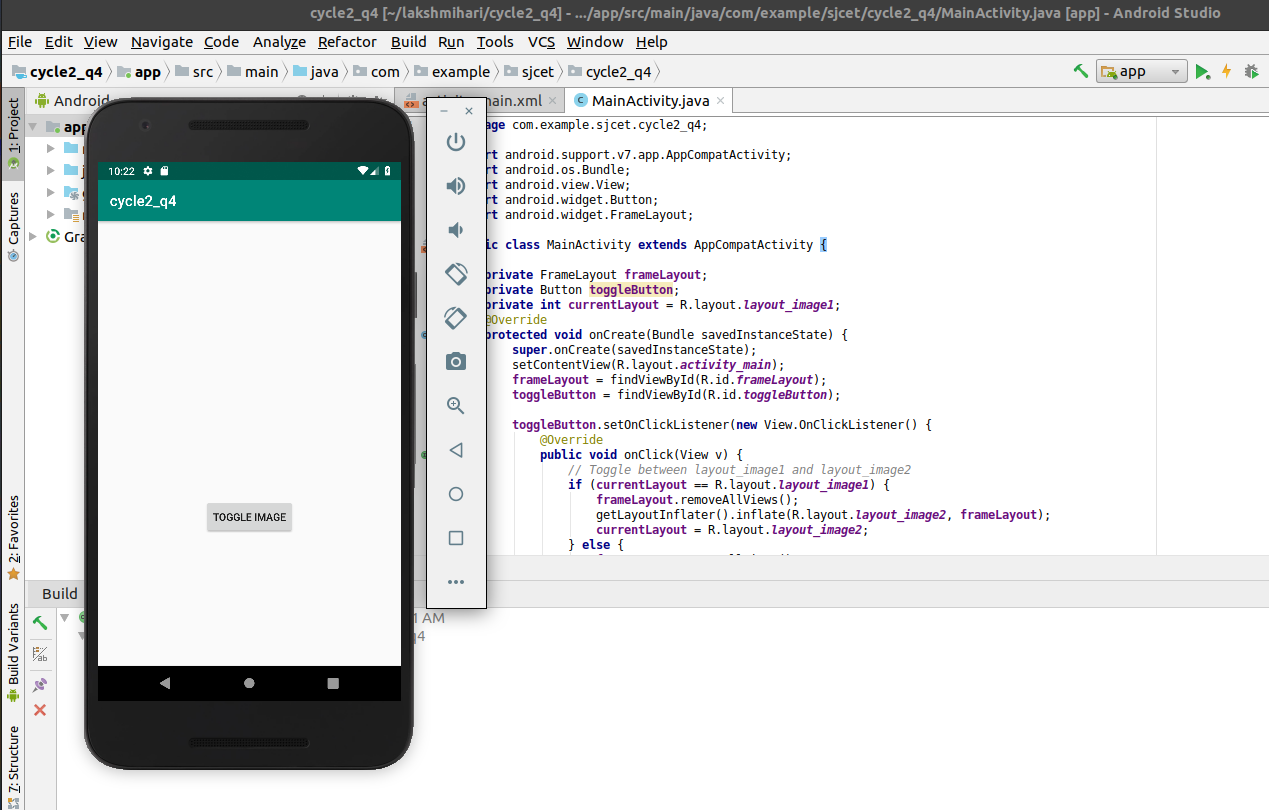 cycle2_q4 [~/lakshmihari/cycle2_q4] - .../app/src/main/java/com/example/sjcet/cycle2_q4/MainActivity.java [app] - Android Studio
File Edit View Navigate Code Analyze Refactor Build Run Tools VCS Window Help
cycle2_q4 app src main java com example sjcet cycle2_q4 app
1: Project
Captures
2: Favorites
Build Variants
7: Structure
Android
main.xml
MainActivity.java
app
10:22
cycle2_q4
TOGGLE IMAGE
age com.example.sjcet.cycle2_q4;
rt android.support.v7.app.AppCompatActivity;
rt android.os.Bundle;
rt android.view.View;
rt android.widget.Button;
rt android.widget.FrameLayout;
ic class MainActivity extends AppCompatActivity {
private FrameLayout frameLayout;
private Button toggleButton;
private int currentLayout = R.layout.layout_image1;
@Override
protected void onCreate(Bundle savedInstanceState) {
super.onCreate(savedInstanceState);
setContentView(R.layout.activity_main);
frameLayout = findViewById(R.id.frameLayout);
toggleButton = findViewById(R.id.toggleButton);
toggleButton.setOnClickListener(new View.OnClickListener() {
@Override
public void onClick(View v) {
// Toggle between layout_image1 and layout_image2
if (currentLayout == R.layout.layout_image1) {
frameLayout.removeAllViews();
getLayoutInflater().inflate(R.layout.layout_image2, frameLayout);
currentLayout = R.layout.layout_image2;
} else {
Build
AM
q4